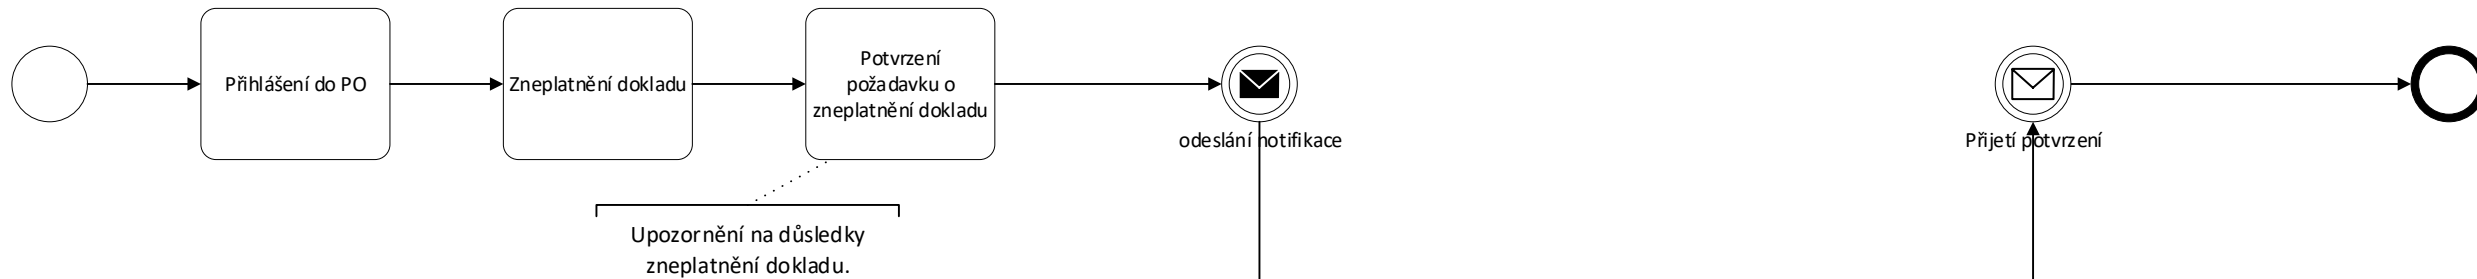 Přihlášení do PO
Zneplatnění dokladu
Potvrzení
požadavku o
zneplatnění dokladu
odeslání notifikace
Přijetí potvrzení
Upozornění na důsledky
zneplatnění dokladu.